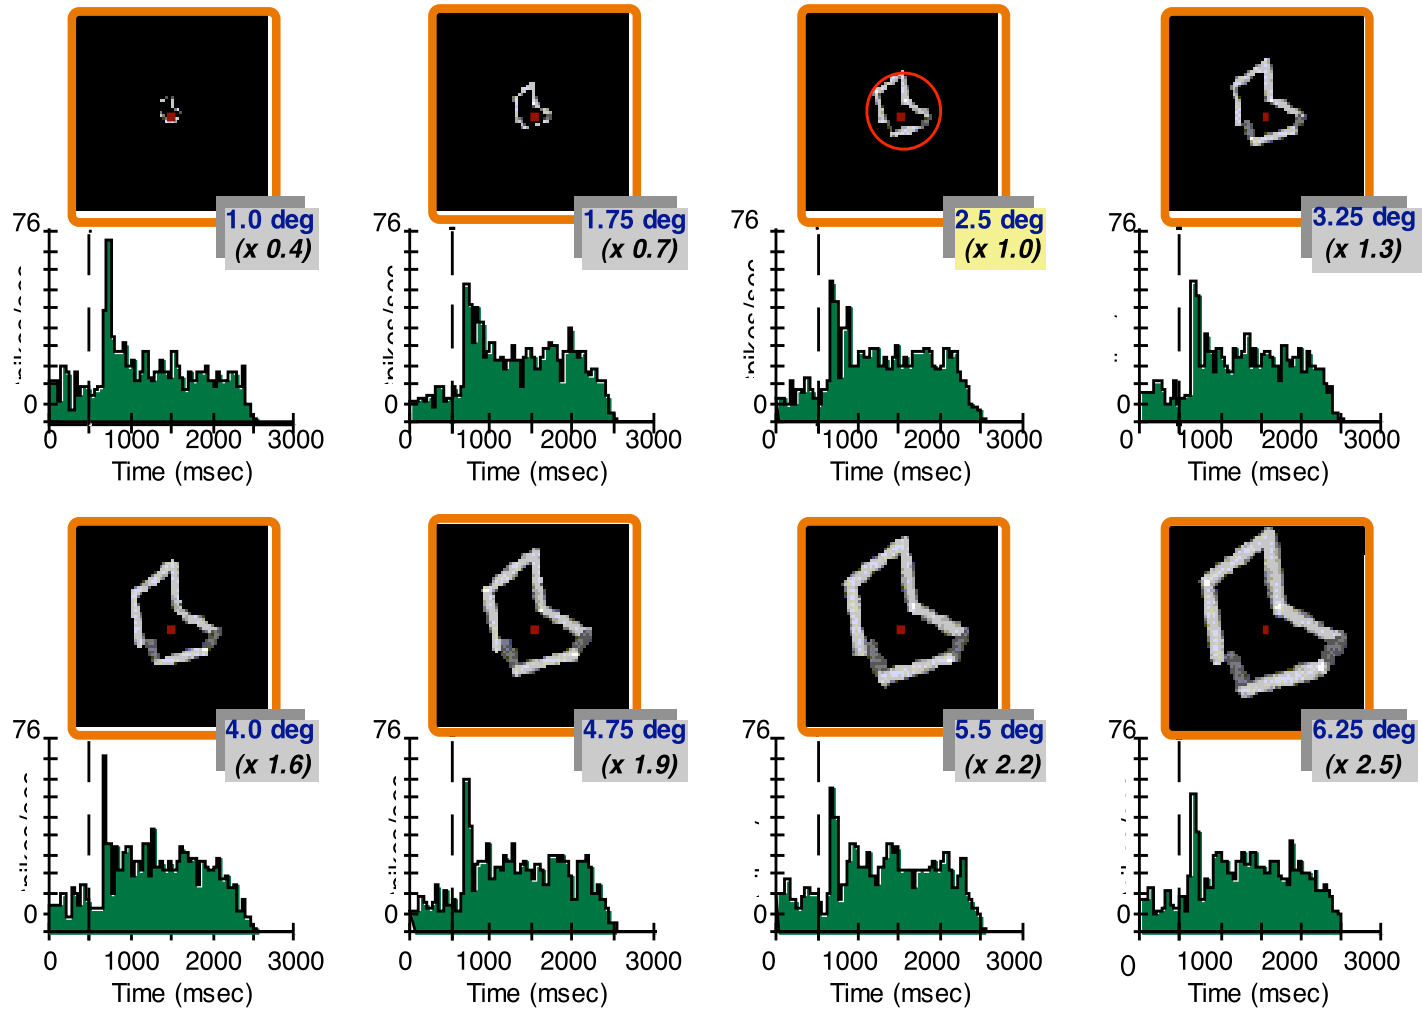 1.0 deg
(x 0.4)
76
0
0 1000 2000 3000
Time (msec)
1.75 deg
(x 0.7)
76
0
0 1000 2000 3000
Time (msec)
2.5 deg
(x 1.0)
76
0
0 1000 2000 3000
Time (msec)
3.25 deg
(x 1.3)
76
0
0 1000 2000 3000
Time (msec)
4.0 deg
(x 1.6)
76
0
0 1000 2000 3000
Time (msec)
4.75 deg
(x 1.9)
76
0
0 1000 2000 3000
Time (msec)
5.5 deg
(x 2.2)
76
0
0 1000 2000 3000
Time (msec)
6.25 deg
(x 2.5)
76
0
0 1000 2000 3000
Time (msec)